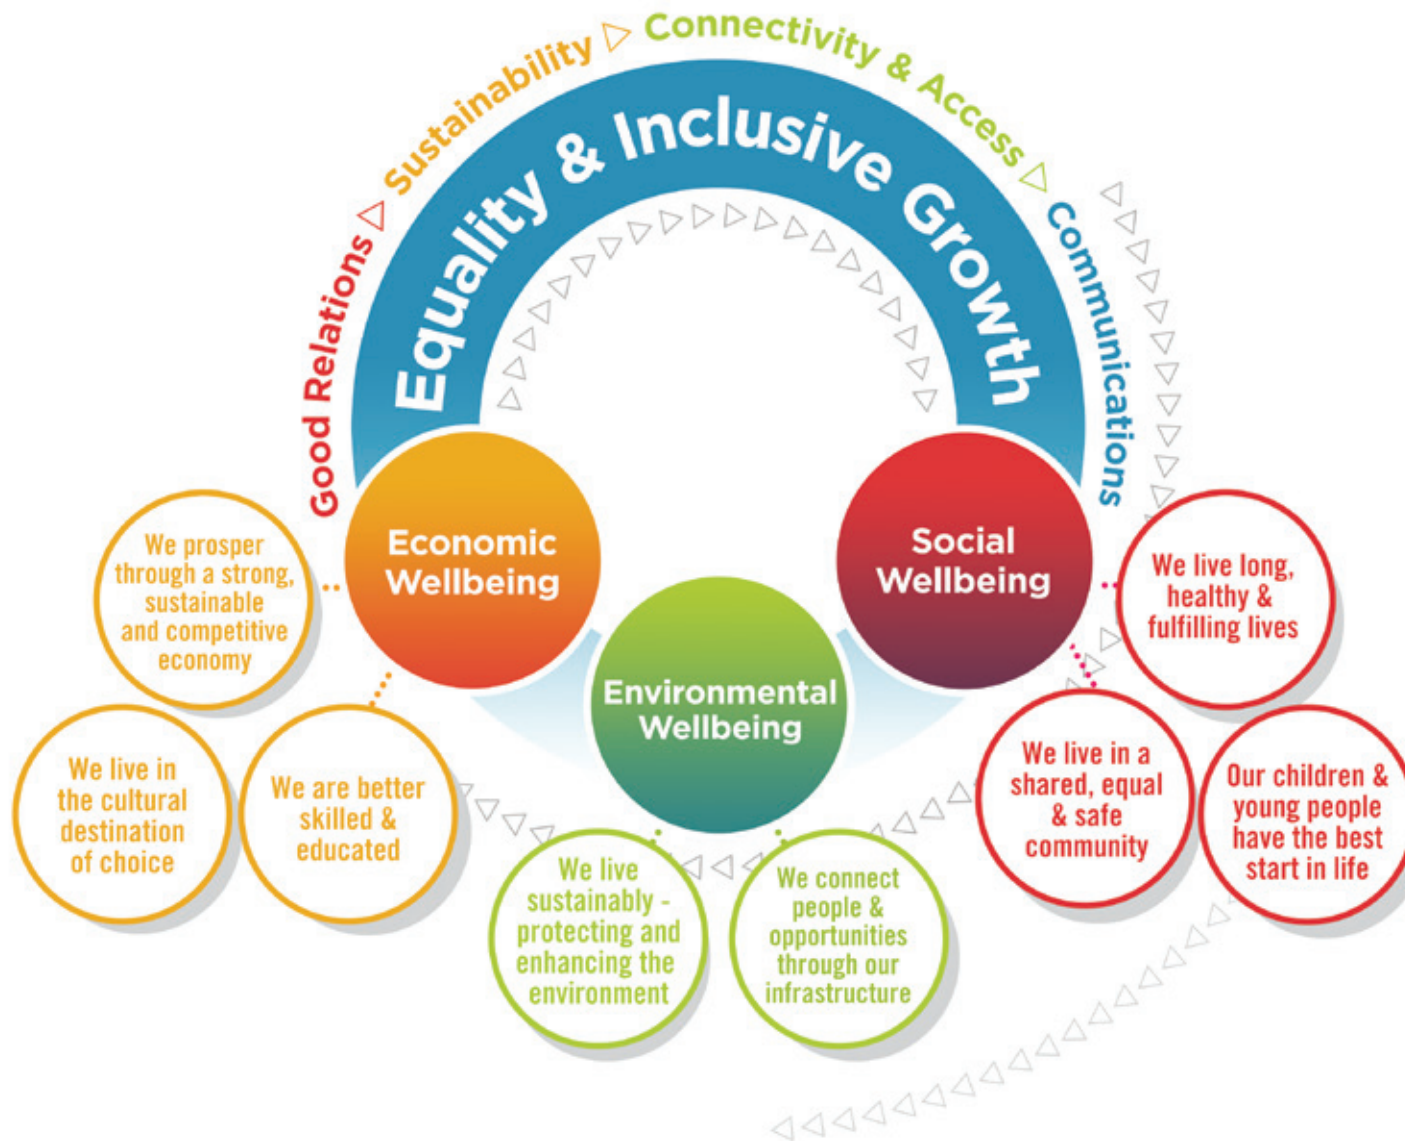 Good Relations
Sustainability
Connectivity & Access
Communications
Equality & Inclusive Growth
Economic
Wellbeing
Environmental
Wellbeing
Social
Wellbeing
We prosper
through a strong,
sustainable
and competitive
economy
We live in
the cultural
destination
of choice
We are better
skilled &
educated
We live
sustainably -
protecting and
enhancing the
environment
We connect
people &
opportunities
through our
infrastructure
We live long,
healthy &
fulfilling lives
We live in a
shared, equal
& safe
community
Our children &
young people
have the best
start in life